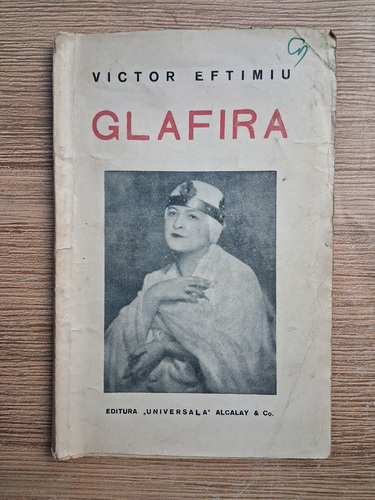 VICTOR EFTIMIU
GLAFIRA
EDITURA „UNIVERSALA" ALCALAY & Co.